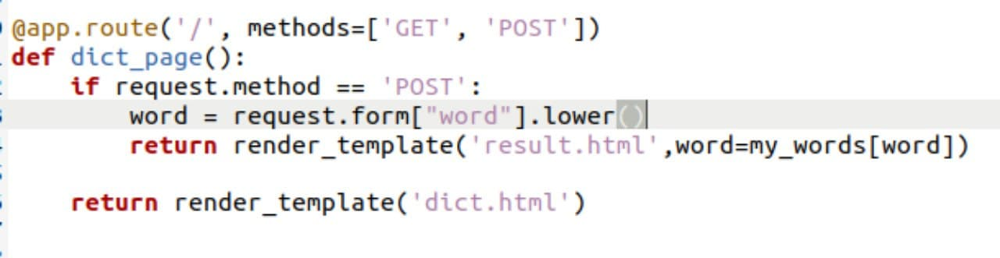 @app.route('/', methods=['GET', 'POST'])
def dict_page():
    if request.method == 'POST':
        word = request.form["word"].lower()
        return render_template('result.html',word=my_words[word])
    return render_template('dict.html')